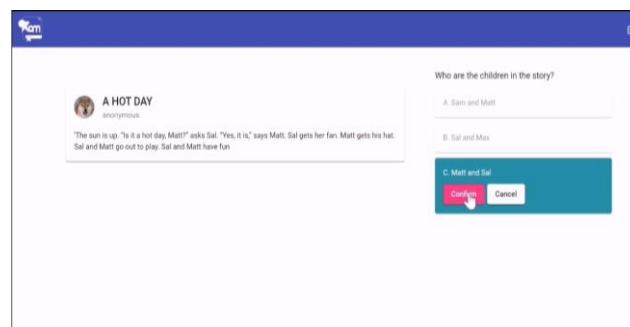 Kam
A HOT DAY
anonymous
"The sun is up. "Is it a hot day, Matt?" asks Sal. "Yes, it is," says Matt. Sal gets her fan. Matt gets his hat.
Sal and Matt go out to play. Sal and Matt have fun
Who are the children in the story?
A. Sam and Matt
B. Sal and Max
C. Matt and Sal
Confirm Cancel